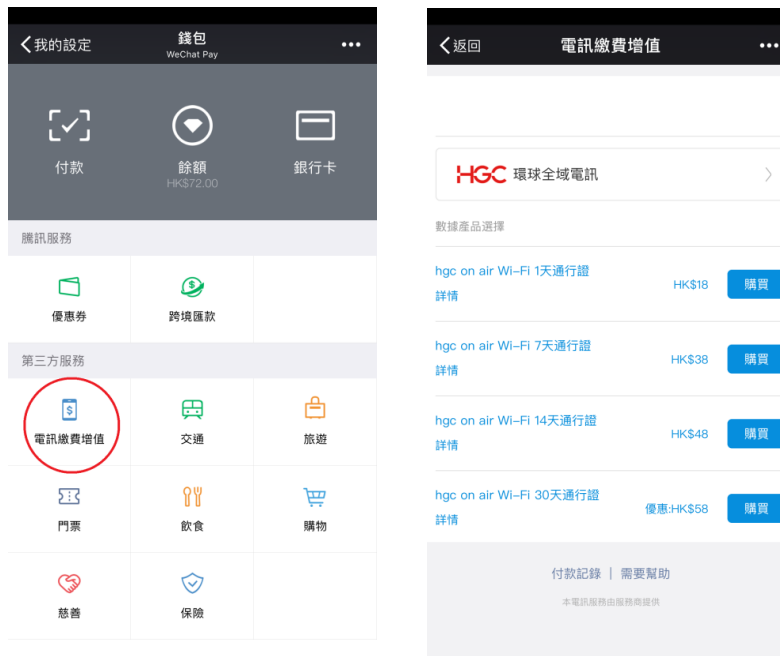 我的設定
錢包
WeChat Pay
付款
餘額
HK$72.00
銀行卡
騰訊服務
優惠券
跨境匯款
第三方服務
電訊繳費增值
交通
旅遊
門票
飲食
購物
慈善
保險
返回
電訊繳費增值
HGC 環球全域電訊
數據產品選擇
hgc on air Wi-Fi 1天通行證
詳情
HK$18
購買
hgc on air Wi-Fi 7天通行證
詳情
HK$38
購買
hgc on air Wi-Fi 14天通行證
詳情
HK$48
購買
hgc on air Wi-Fi 30天通行證
詳情
優惠:HK$58
購買
付款記錄 | 需要幫助
本電訊服務由服務商提供